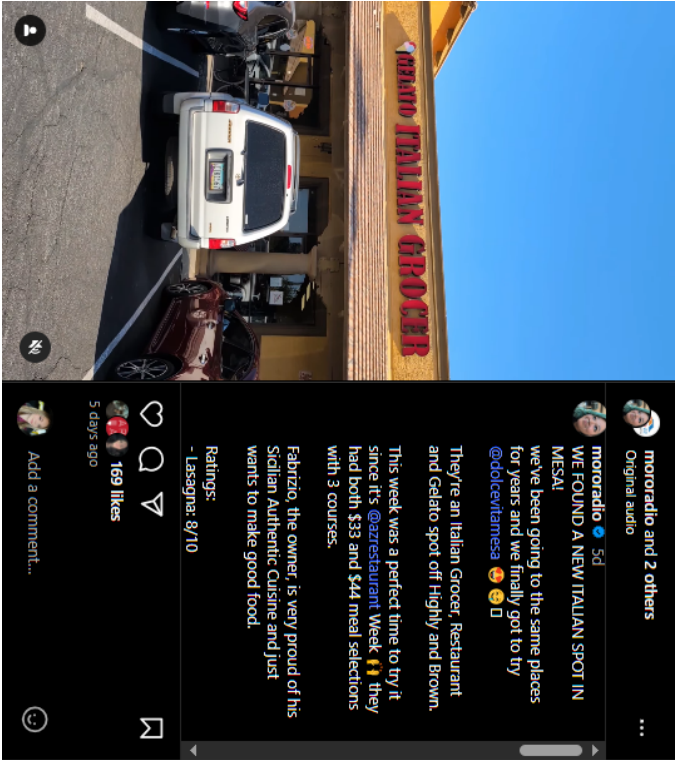 GELATO ITALIAN GROCER
mororadio and 2 others
Original audio
mororadio 5d
WE FOUND A NEW ITALIAN SPOT IN
MESA!
we've been going to the same places
for years and we finally got to try
@dolcevitamesa 😍🤤
They're an Italian Grocer, Restaurant
and Gelato spot off Highly and Brown.
This week was a perfect time to try it
since it's @azrestaurant Week 🙌 they
had both $33 and $44 meal selections
with 3 courses.
Fabrizio, the owner, is very proud of his
Sicilian Authentic Cuisine and just
wants to make good food.
Ratings:
- Lasagna: 8/10
169 likes
5 days ago
Add a comment...